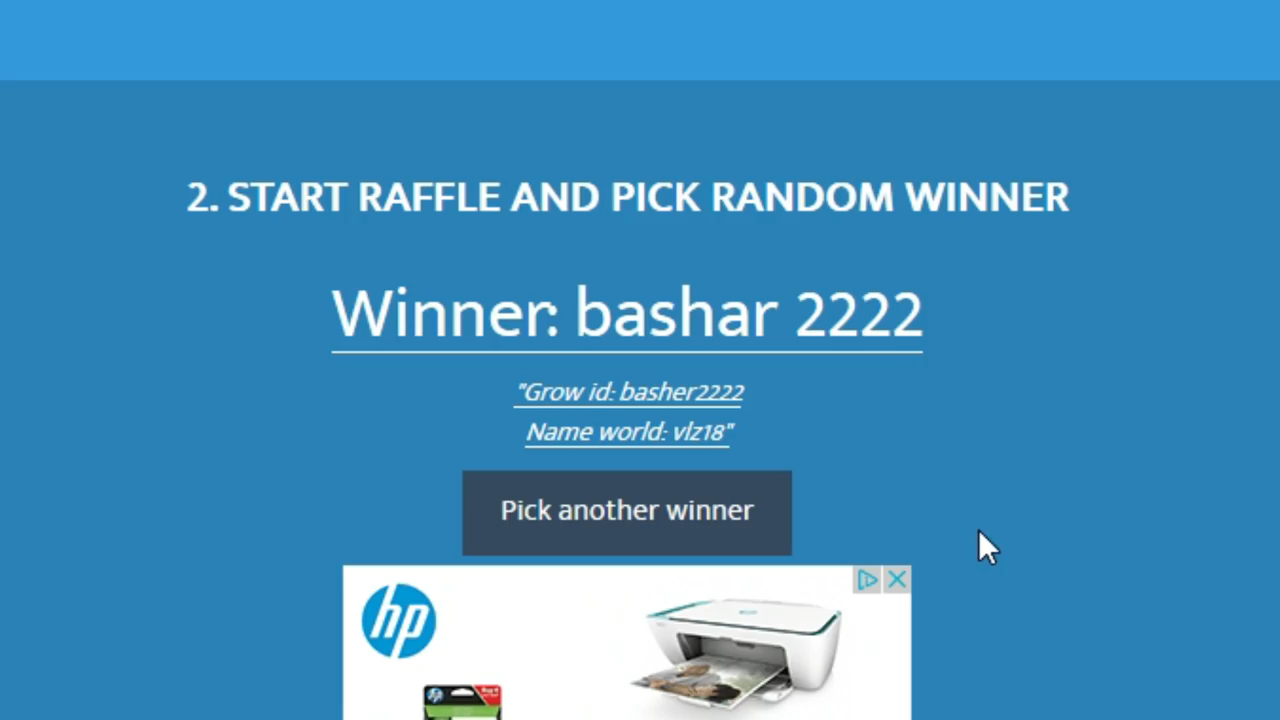 2. START RAFFLE AND PICK RANDOM WINNER
Winner: bashar 2222
"Grow id: basher2222
Name world: vlz18"
Pick another winner
hp